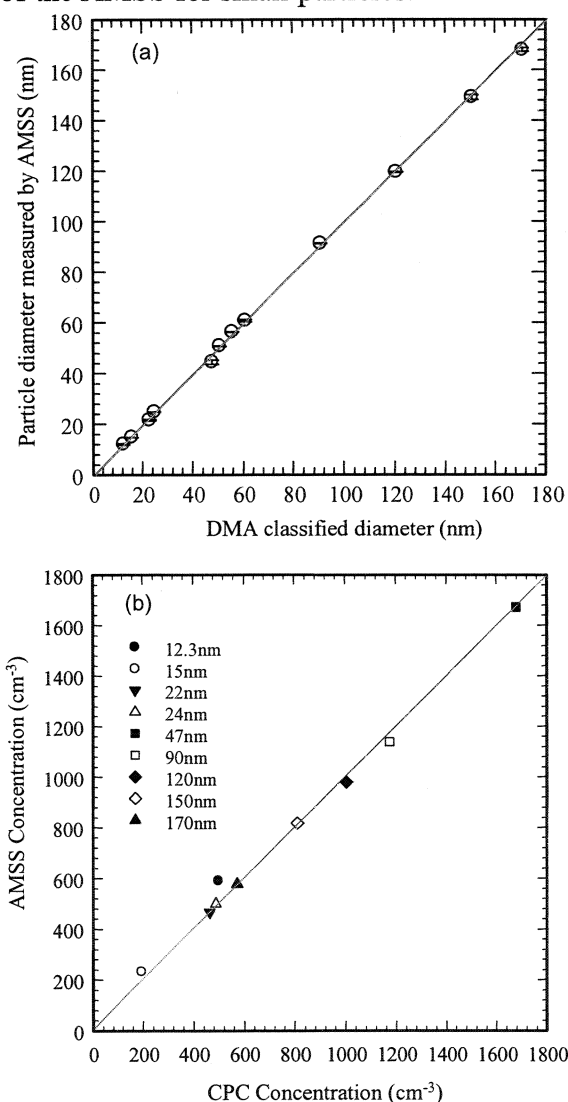 (a)
Particle diameter measured by AMSS (nm)
180
160
140
120
100
80
60
40
20
0
0 20 40 60 80 100 120 140 160 180
DMA classified diameter (nm)
(b)
AMSS Concentration (cm-3)
1800
1600
1400
1200
1000
800
600
400
200
0
12.3nm
15nm
22nm
24nm
47nm
90nm
120nm
150nm
170nm
0 200 400 600 800 1000 1200 1400 1600 1800
CPC Concentration (cm-3)